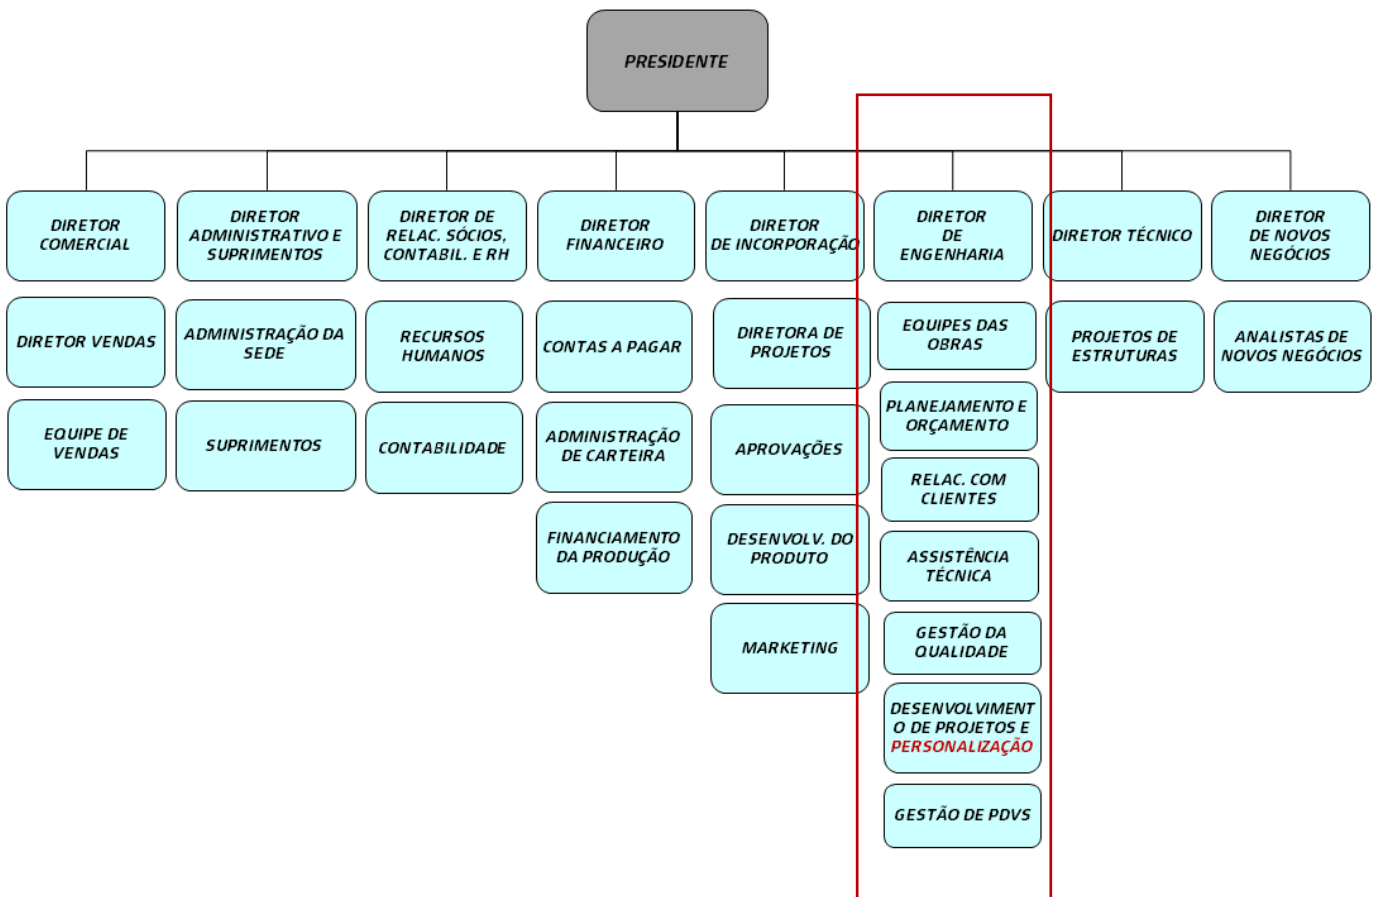 PRESIDENTE
DIRETOR
COMERCIAL
DIRETOR
ADMINISTRATIVO E
SUPRIMENTOS
DIRETOR DE
RELAC. SÓCIOS,
CONTABIL. E RH
DIRETOR
FINANCEIRO
DIRETOR
DE INCORPORAÇÃO
DIRETOR
DE
ENGENHARIA
DIRETOR TÉCNICO
DIRETOR
DE NOVOS
NEGÓCIOS
DIRETOR VENDAS
ADMINISTRAÇÃO DA
SEDE
RECURSOS
HUMANOS
CONTAS A PAGAR
DIRETORA DE
PROJETOS
EQUIPES DAS
OBRAS
PROJETOS DE
ESTRUTURAS
ANALISTAS DE
NOVOS NEGÓCIOS
EQUIPE DE
VENDAS
SUPRIMENTOS
CONTABILIDADE
ADMINISTRAÇÃO
DE CARTEIRA
APROVAÇÕES
PLANEJAMENTO E
ORÇAMENTO
RELAC. COM
CLIENTES
FINANCIAMENTO
DA PRODUÇÃO
DESENVOLV. DO
PRODUTO
ASSISTÊNCIA
TÉCNICA
MARKETING
GESTÃO DA
QUALIDADE
DESENVOLVIMENT
O DE PROJETOS E
PERSONALIZAÇÃO
GESTÃO DE PDVS